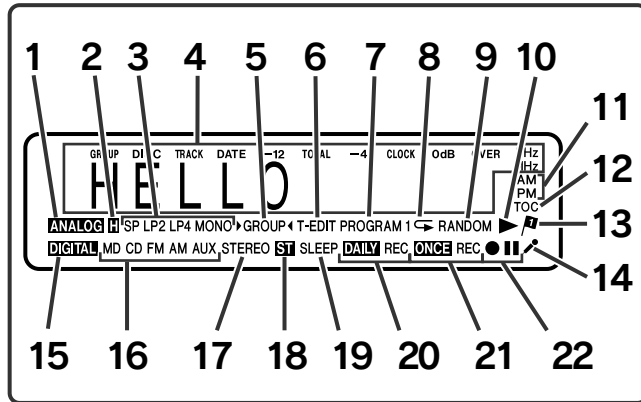 1 2 3 4 5 6 7 8 9 10
11
GROUP DISC TRACK DATE −12 TOTAL −4 CLOCK 0dB OVER kHz
MHz
HELLO
AM
PM
12
TOC
ANALOG H SP LP2 LP4 MONO GROUP T-EDIT PROGRAM 1 RANDOM
13
DIGITAL MD CD FM AM AUX STEREO ST SLEEP DAILY REC ONCE REC
14
15 16 17 18 19 20 21 22